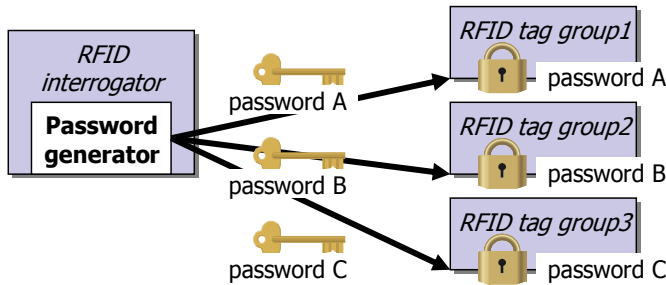 RFID
interrogator
Password
generator
password A
password B
password C
RFID tag group1
password A
RFID tag group2
password B
RFID tag group3
password C